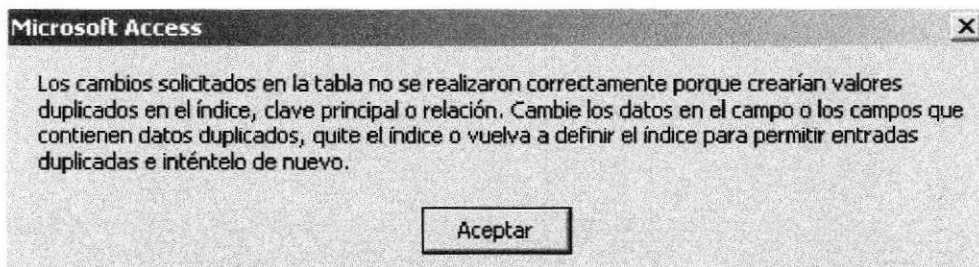 Microsoft Access
Los cambios solicitados en la tabla no se realizaron correctamente porque crearían valores
duplicados en el índice, clave principal o relación. Cambie los datos en el campo o los campos que
contienen datos duplicados, quite el índice o vuelva a definir el índice para permitir entradas
duplicadas e inténtelo de nuevo.
Aceptar